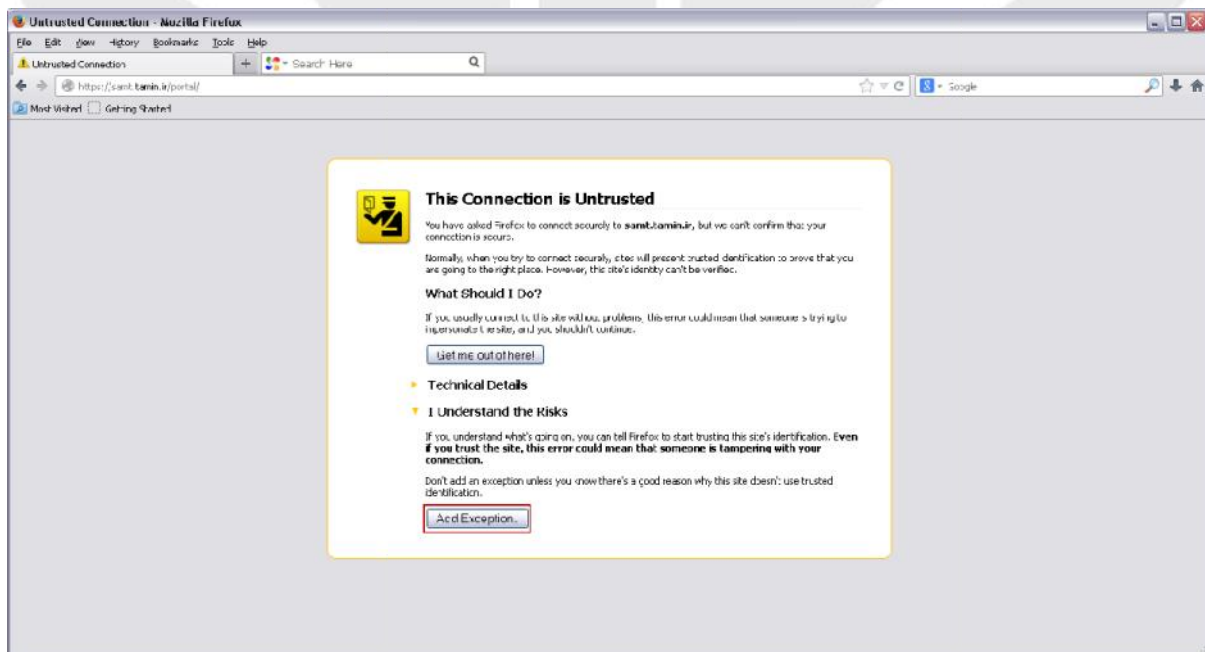 Untrusted Connection - Mozilla Firefox
File Edit View History Bookmarks Tools Help
Untrusted Connection + Search Here
https://samt.tamin.ir/portal/ Google
Most Visited Getting Started
This Connection is Untrusted
You have asked Firefox to connect securely to samt.tamin.ir, but we can't confirm that your
connection is secure.
Normally, when you try to connect securely, sites will present trusted identification to prove that you
are going to the right place. However, this site's identity can't be verified.
What Should I Do?
If you usually connect to this site without problems, this error could mean that someone is trying to
impersonate the site, and you shouldn't continue.
Get me out of here!
Technical Details
I Understand the Risks
If you understand what's going on, you can tell Firefox to start trusting this site's identification. Even
if you trust the site, this error could mean that someone is tampering with your
connection.
Don't add an exception unless you know there's a good reason why this site doesn't use trusted
identification.
Add Exception...